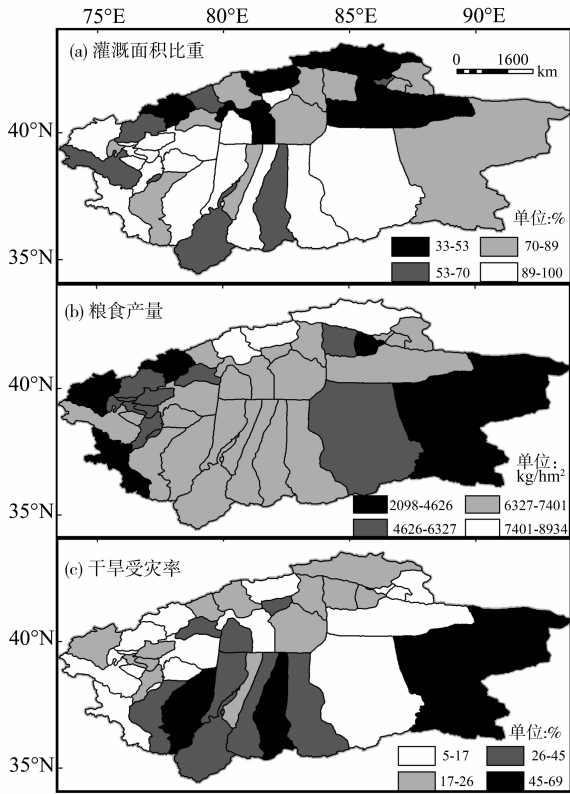 75°E 80°E 85°E 90°E
(a) 灌溉面积比重
0 1600
km
40°N
35°N
单位:%
33-53 70-89
53-70 89-100
(b) 粮食产量
40°N
35°N
单位:
kg/hm²
2098-4626 6327-7401
4626-6327 7401-8934
(c) 干旱受灾率
40°N
35°N
单位:%
5-17 26-45
17-26 45-69